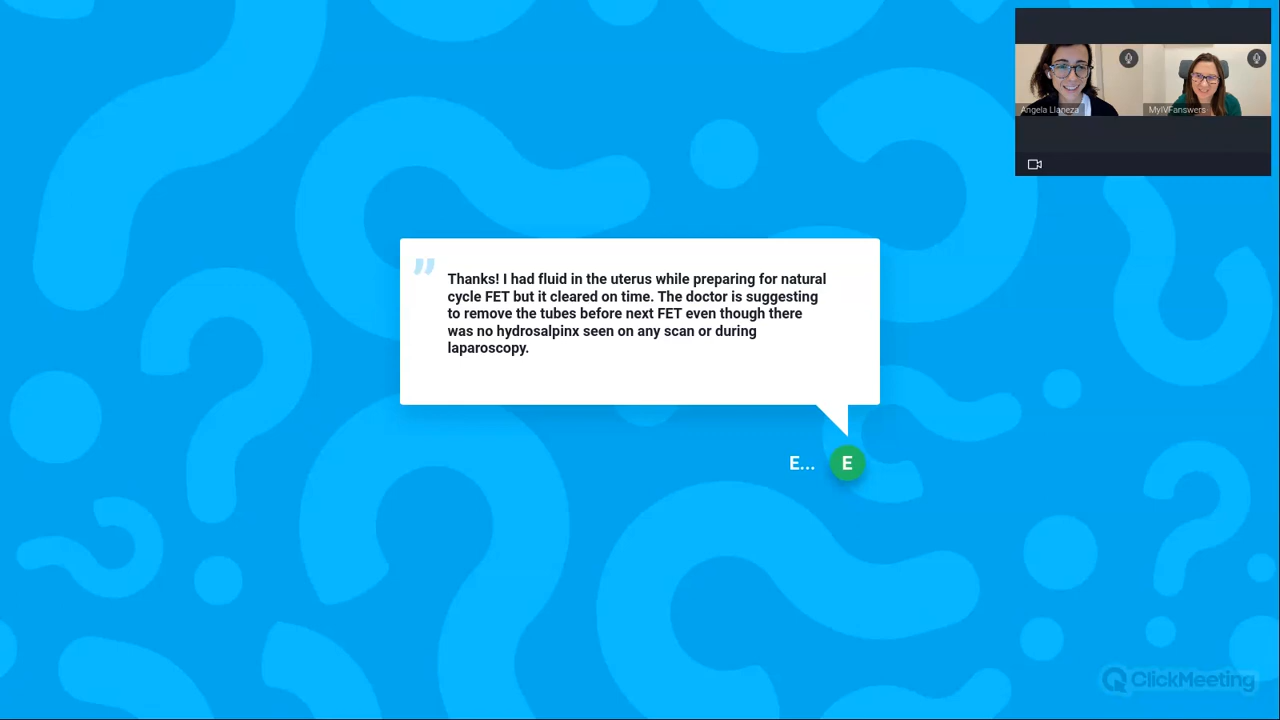 Angela Llaneza
MyIVFanswers
Thanks! I had fluid in the uterus while preparing for natural
cycle FET but it cleared on time. The doctor is suggesting
to remove the tubes before next FET even though there
was no hydrosalpinx seen on any scan or during
laparoscopy.
E...
E
ClickMeeting